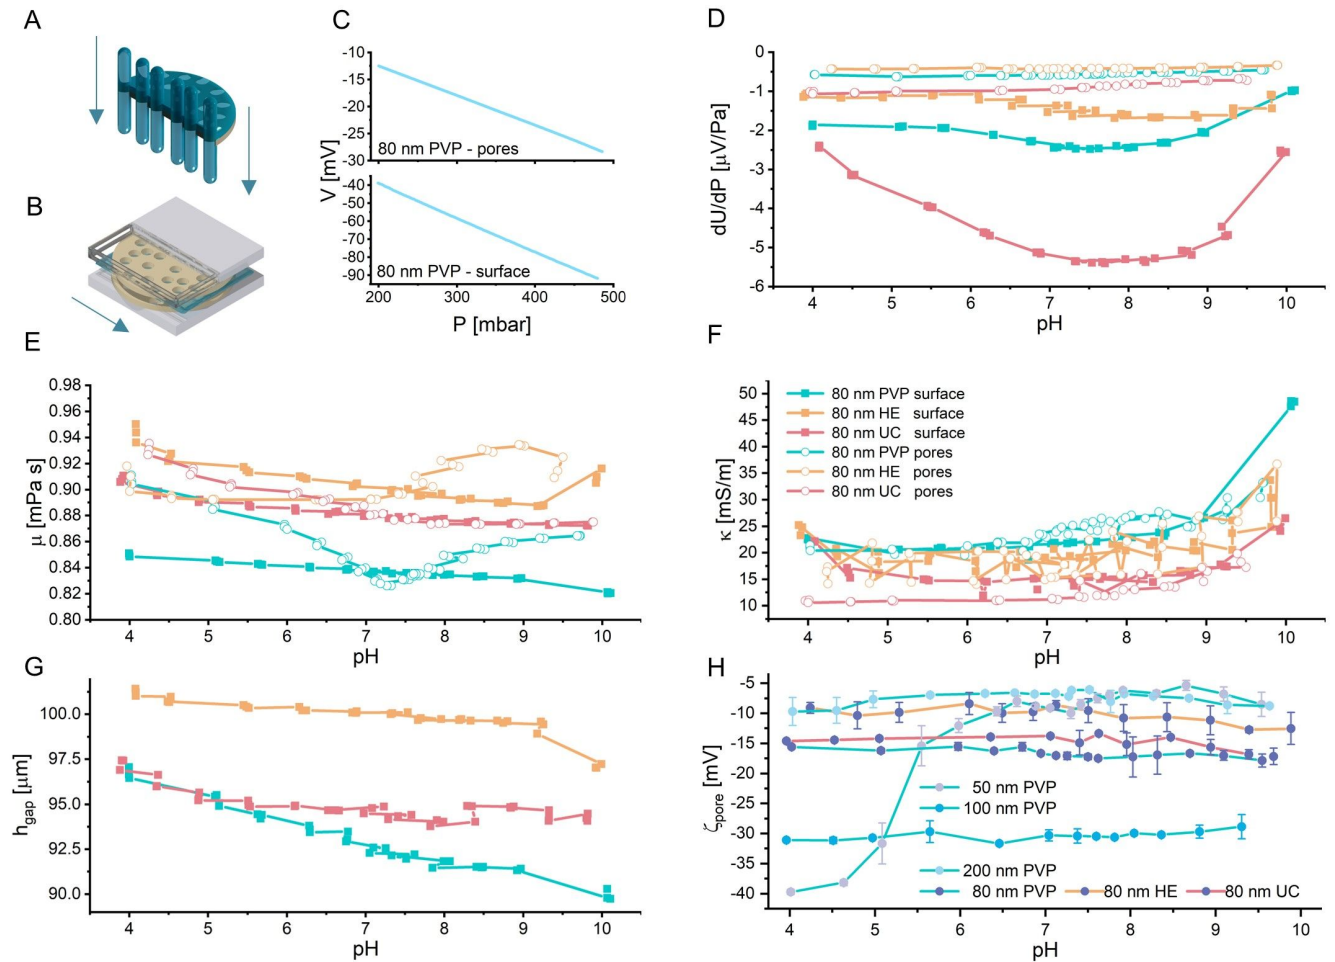 A
B
C
-10
-15
-20
-25
-30
80 nm PVP - pores
V [mV]
-40
-50
-60
-70
-80
-90
80 nm PVP - surface
200 300 400 500
P [mbar]
D
0
-1
-2
-3
-4
-5
-6
dU/dP [μV/Pa]
4 5 6 7 8 9 10
pH
E
0.98
0.96
0.94
0.92
0.90
0.88
0.86
0.84
0.82
0.80
μ [mPa s]
4 5 6 7 8 9 10
pH
F
50
45
40
35
30
25
20
15
10
κ [mS/m]
80 nm PVP surface
80 nm HE surface
80 nm UC surface
80 nm PVP pores
80 nm HE pores
80 nm UC pores
4 5 6 7 8 9 10
pH
G
100.0
97.5
95.0
92.5
90.0
hgap [μm]
4 5 6 7 8 9 10
pH
H
-5
-10
-15
-20
-25
-30
-35
-40
ζpore [mV]
50 nm PVP
100 nm PVP
200 nm PVP
80 nm PVP 80 nm HE 80 nm UC
4 5 6 7 8 9 10
pH